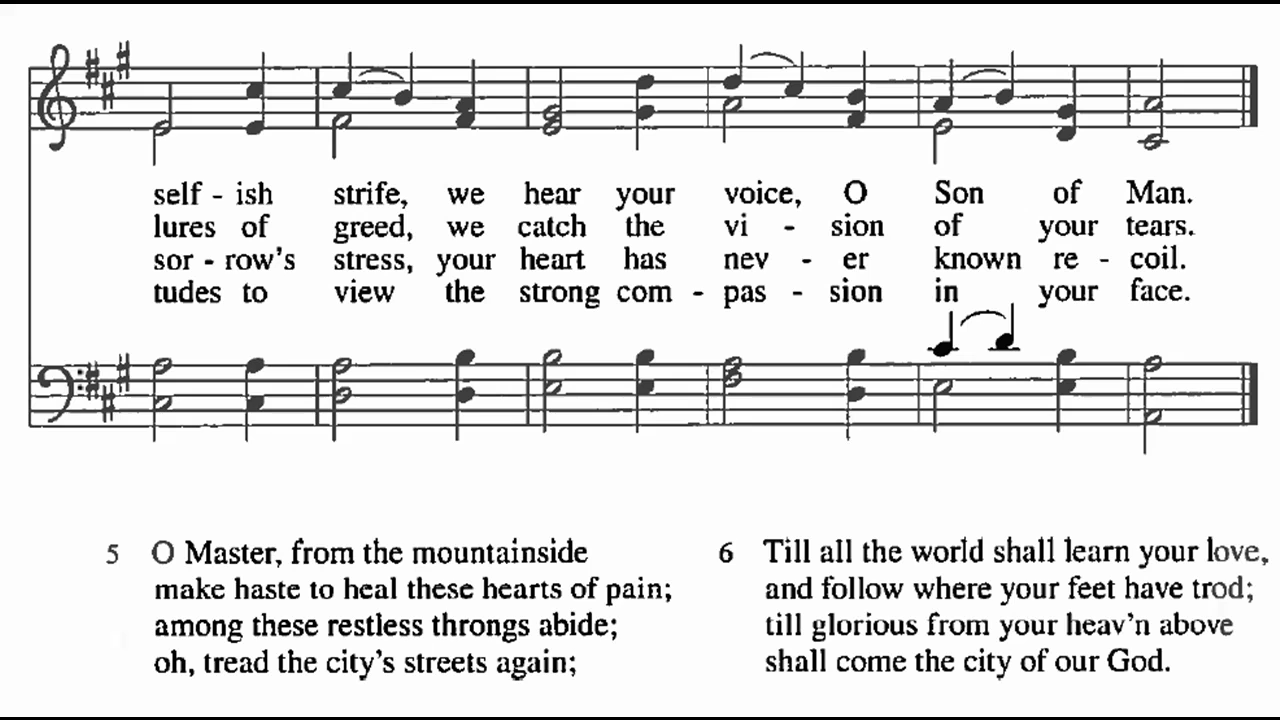 self - ish strife, we hear your voice, O Son of Man.
lures of greed, we catch the vi - sion of your tears.
sor - row's stress, your heart has nev - er known re - coil.
tudes to view the strong com - pas - sion in your face.
5 O Master, from the mountainside
make haste to heal these hearts of pain;
among these restless throngs abide;
oh, tread the city's streets again;
6 Till all the world shall learn your love,
and follow where your feet have trod;
till glorious from your heav'n above
shall come the city of our God.